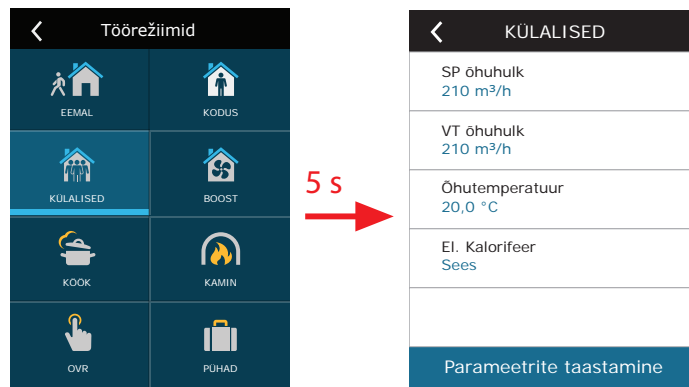 Töörežiimid
EEMAL
KODUS
KÜLALISED
BOOST
KÖÖK
KAMIN
OVR
PÜHAD
5 s
KÜLALISED
SP õhuhulk
210 m³/h
VT õhuhulk
210 m³/h
Õhutemperatuur
20,0 °C
El. Kalorifeer
Sees
Parameetrite taastamine